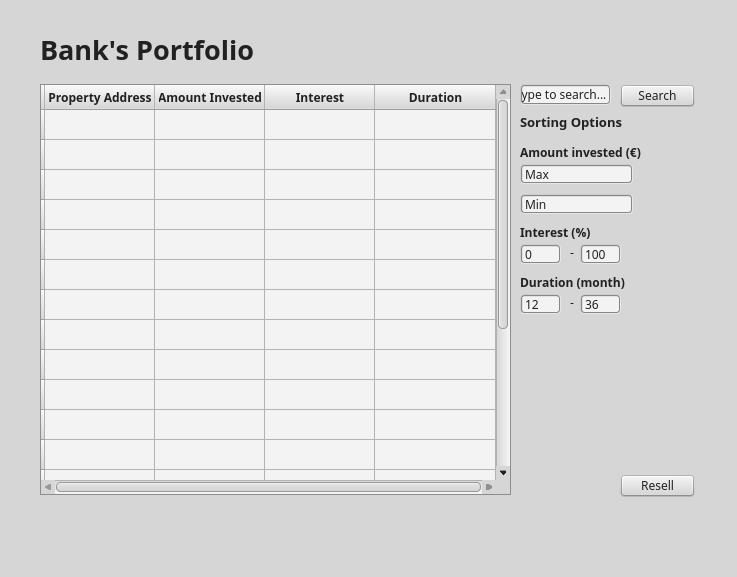 Bank's Portfolio
Property Address Amount Invested Interest Duration
ype to search... Search
Sorting Options
Amount invested (€)
Max
Min
Interest (%)
0 - 100
Duration (month)
12 - 36
Resell